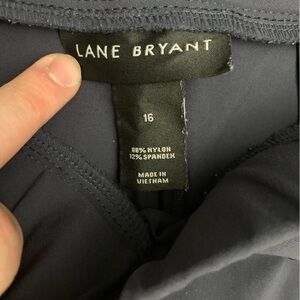 LANE BRYANT
16
88% NYLON
12% SPANDEX
MADE IN
VIETNAM